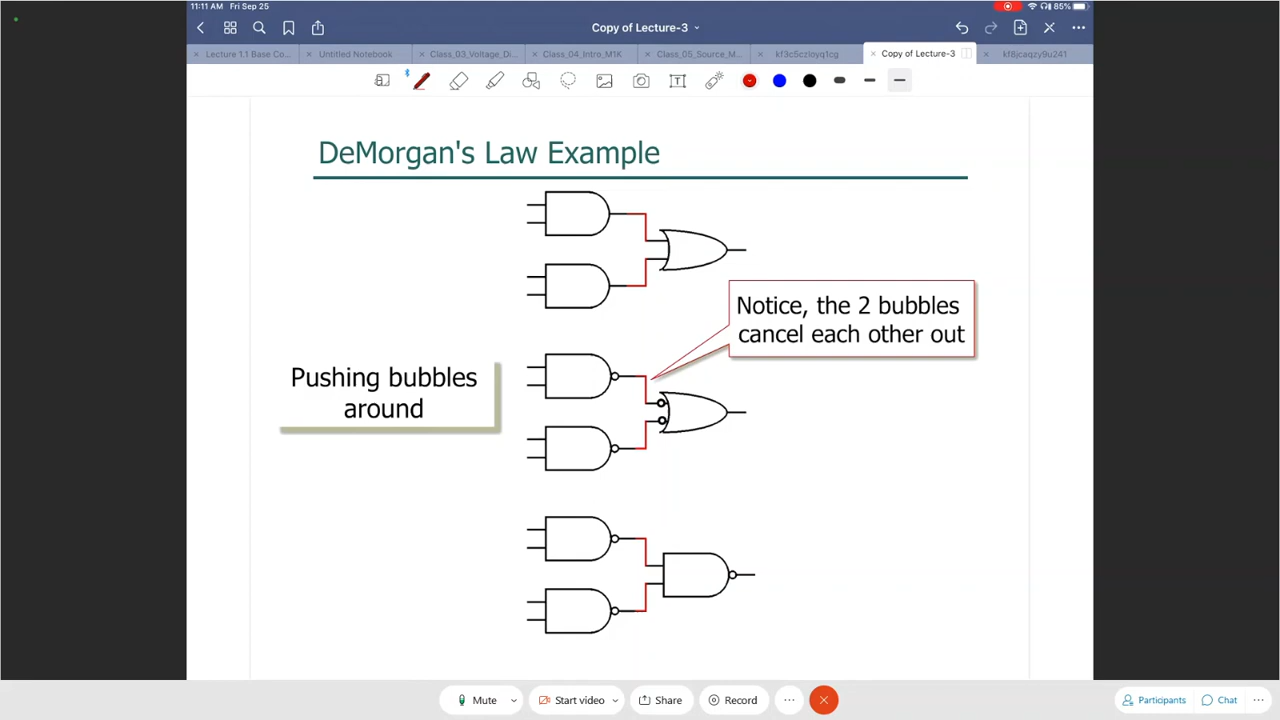 11:11 AM Fri Sep 25
85%
Copy of Lecture-3
Lecture 1.1 Base Co...
Untitled Notebook
Class_03_Voltage_Di...
Class_04_Intro_M1K
Class_05_Source_M...
kf3c5czloyq1cg
Copy of Lecture-3
kf8jcaqzy9u241
DeMorgan's Law Example
Notice, the 2 bubbles
cancel each other out
Pushing bubbles
around
Mute
Start video
Share
Record
Participants
Chat